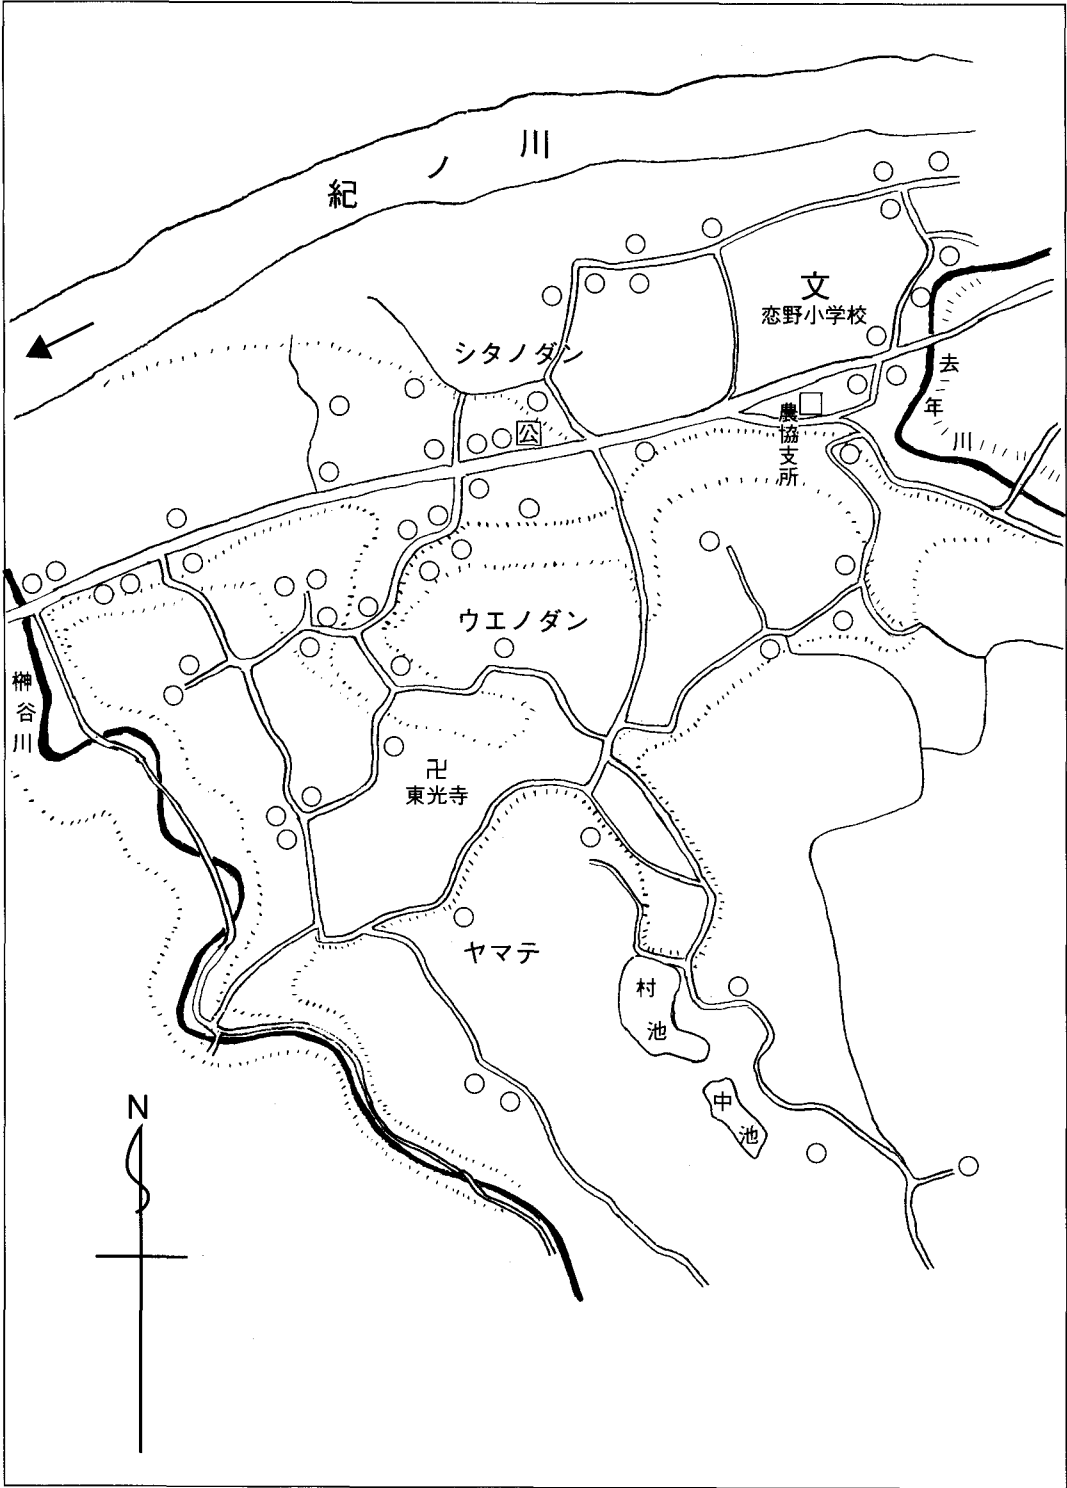 紀ノ川
文
恋野小学校
シタノダン
去年川
公
農協支所
ウエノダン
榊谷川
卍
東光寺
ヤマテ
村池
中池
N